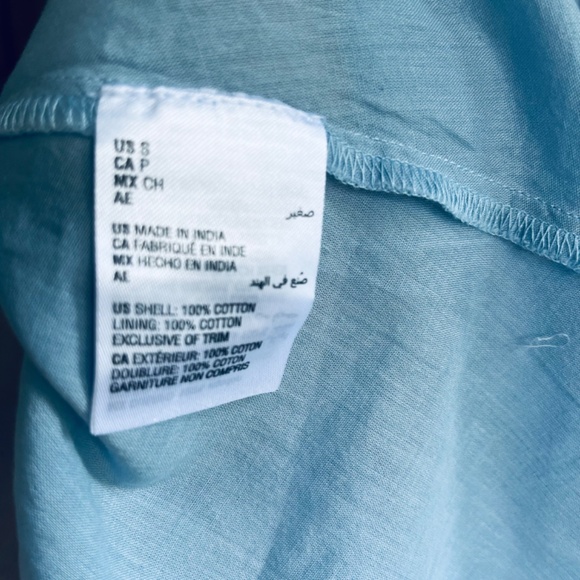 US S
CA P
MX CH
AE
صغير
US MADE IN INDIA
CA FABRIQUÉ EN INDE
MX HECHO EN INDIA
AE
صُنع في الهند
US SHELL: 100% COTTON
LINING: 100% COTTON
EXCLUSIVE OF TRIM
CA EXTÉRIEUR: 100% COTON
DOUBLURE: 100% COTON
GARNITURE NON COMPRIS